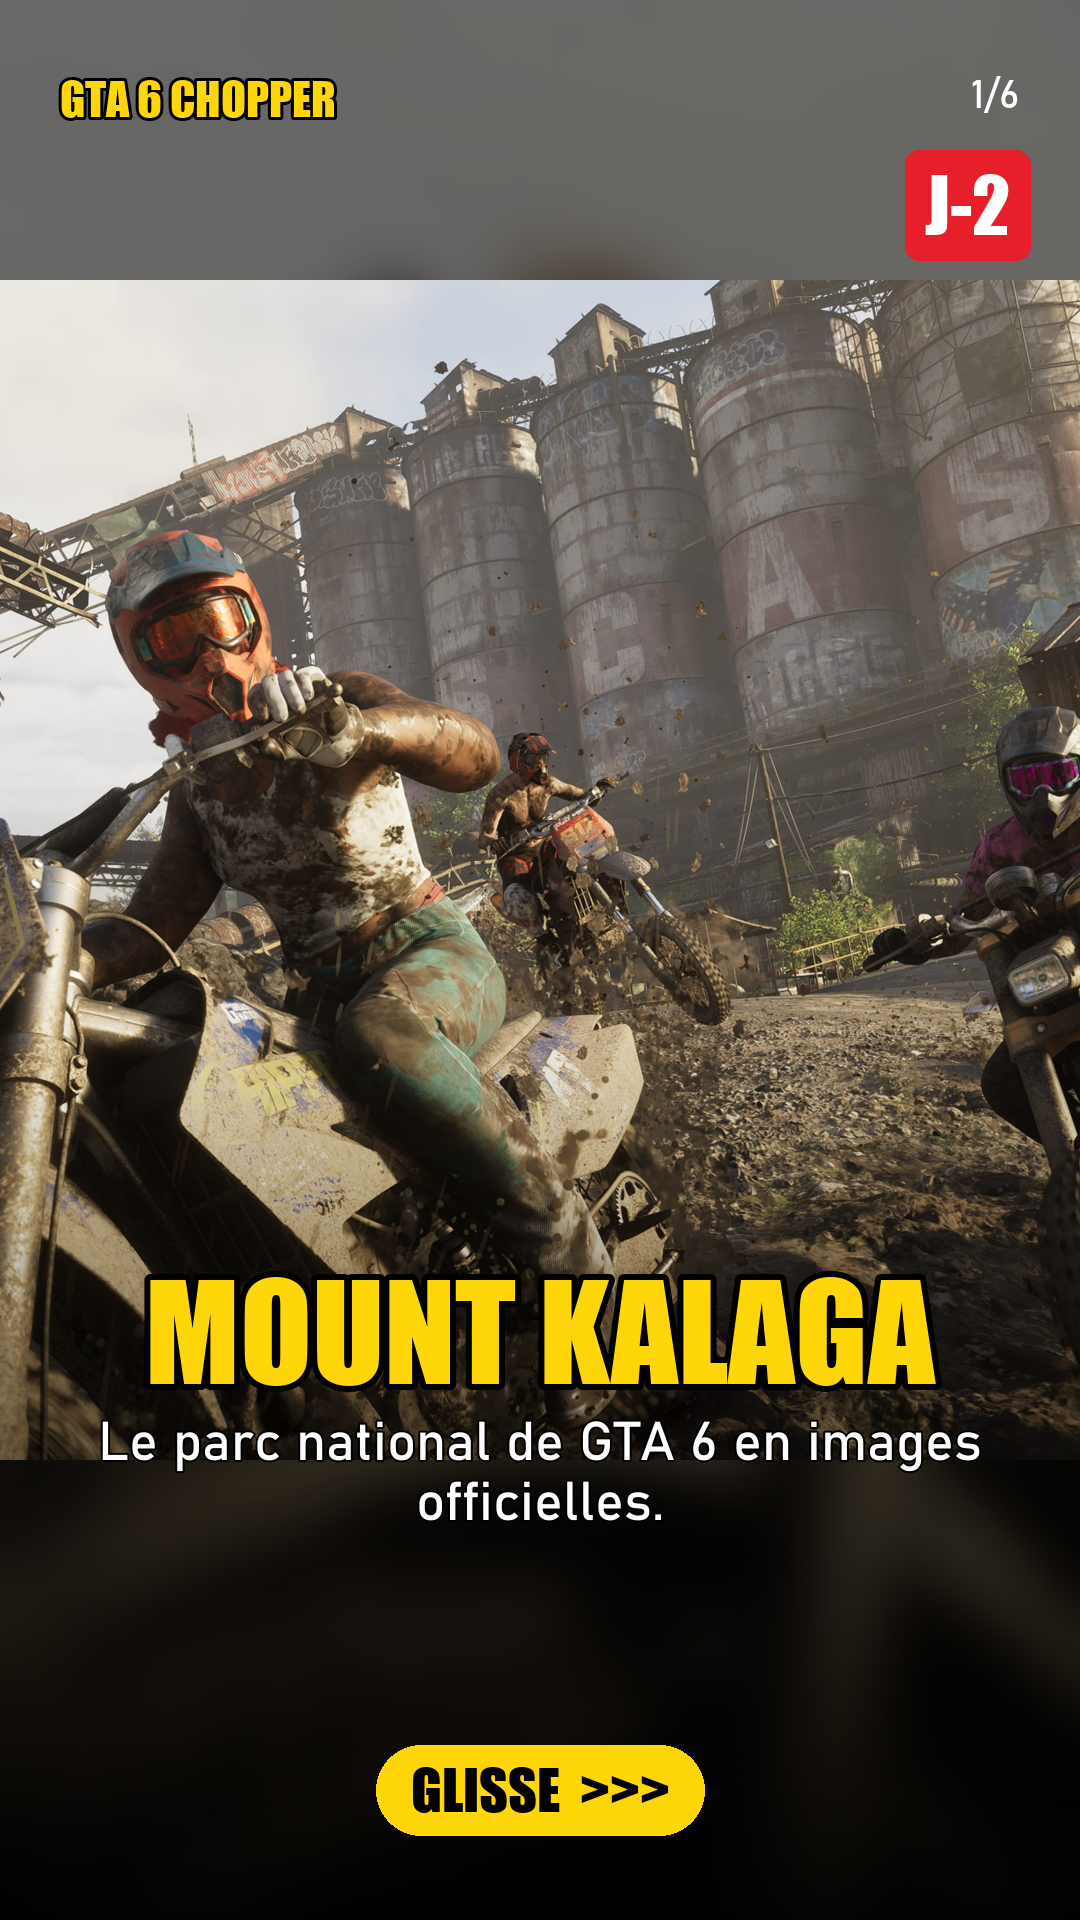 GTA 6 CHOPPER
1/6
J-2
C
A
S
MOUNT KALAGA
Le parc national de GTA 6 en images
officielles.
GLISSE >>>